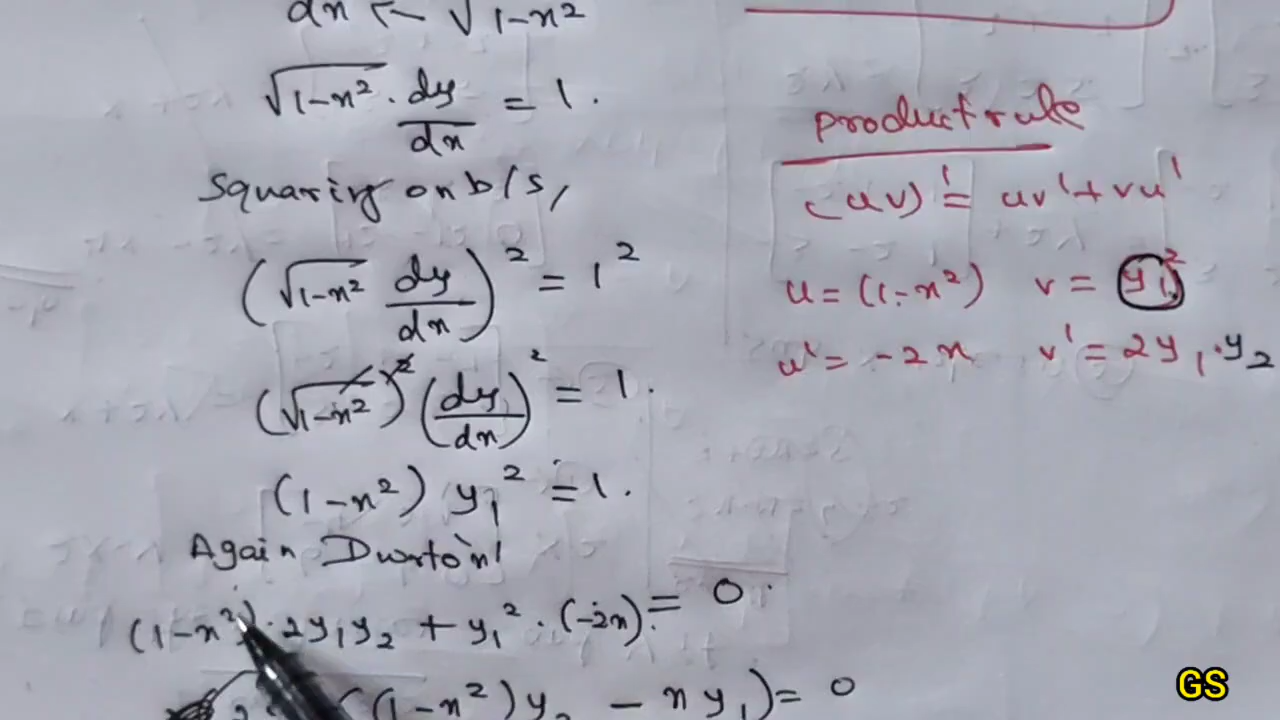 dx √1-x²
√1-x² . dy/dx = 1.
Squaring on b/s,
(√1-x² dy/dx)² = 1²
(√1-x²)² (dy/dx)² = 1.
(1-x²) y₁² = 1.
Again D w r to 'x'
(1-x²) . 2y₁y₂ + y₁² . (-2x) = 0.
((1-x²)y₂ - xy₁) = 0
product rule
(uv)' = uv' + vu'
u = (1-x²) v = y₁²
u' = -2x v' = 2y₁.y₂
GS